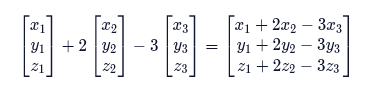 [x₁ y₁ z₁] + 2 [x₂ y₂ z₂] − 3 [x₃ y₃ z₃] = [x₁ + 2x₂ − 3x₃ y₁ + 2y₂ − 3y₃ z₁ + 2z₂ − 3z₃]